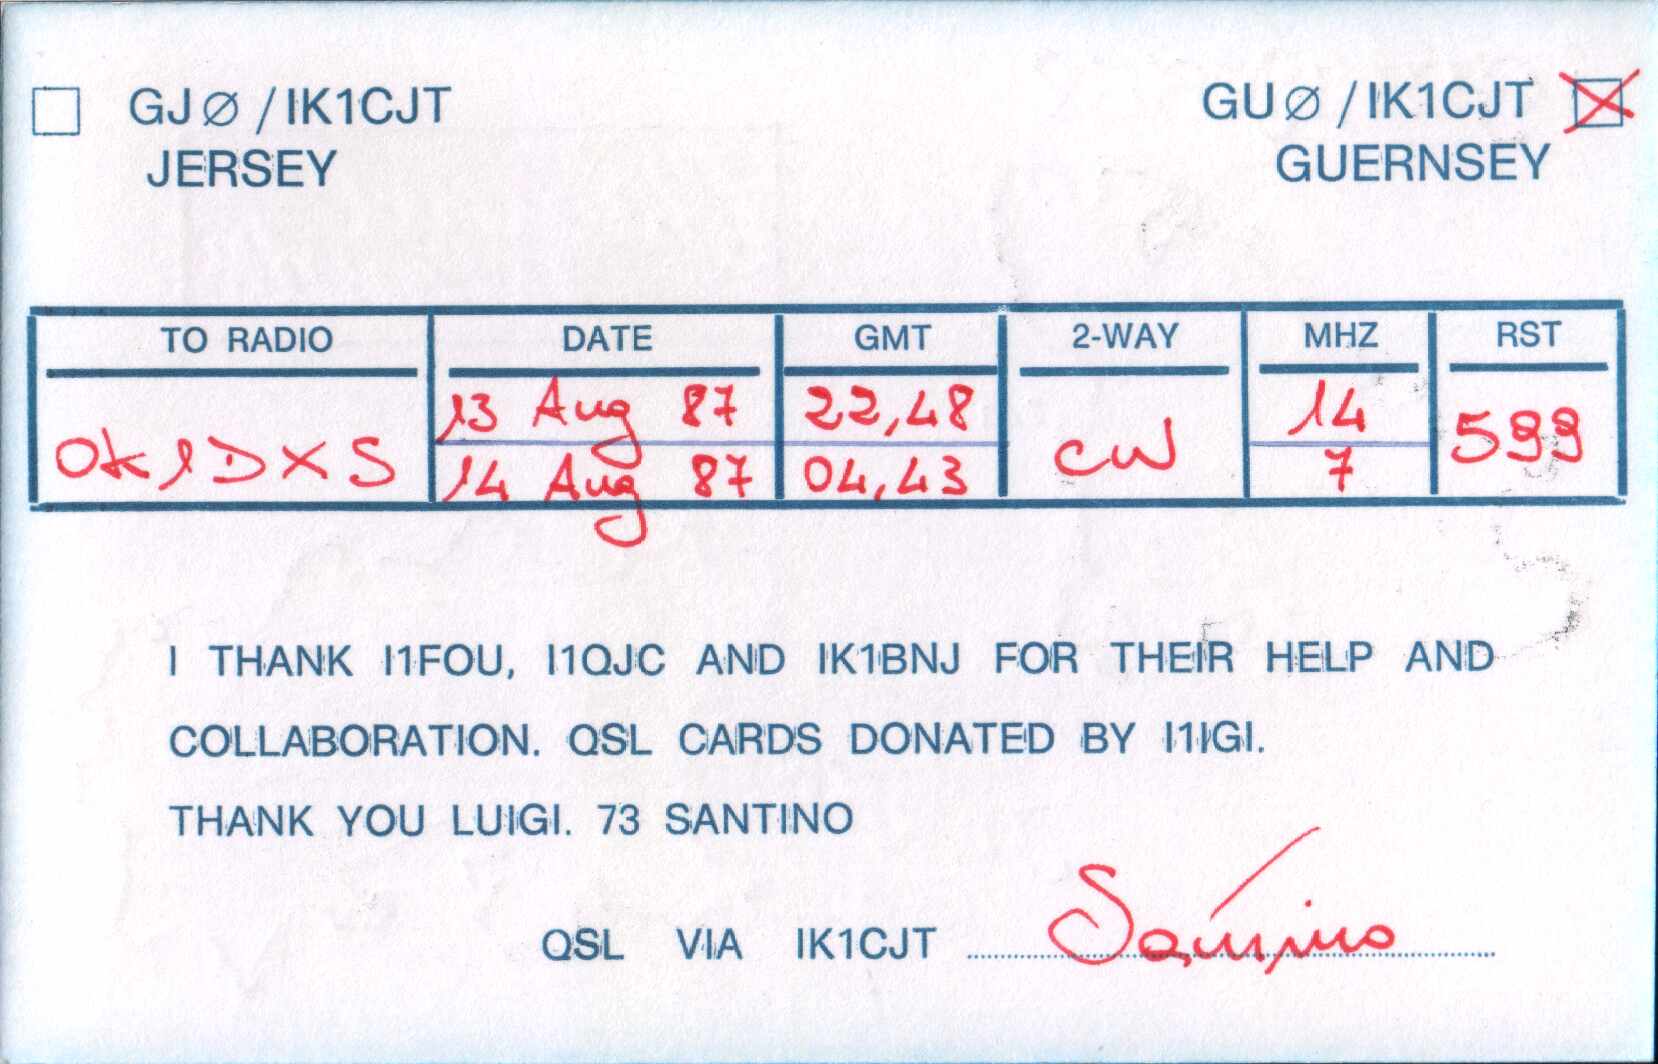 GJØ/IK1CJT GUØ/IK1CJT
JERSEY GUERNSEY
TO RADIO DATE GMT 2-WAY MHZ RST
13 Aug 87 22,48 14
OK1DXS CW 599
14 Aug 87 04,43 7
I THANK I1FOU, I1QJC AND IK1BNJ FOR THEIR HELP AND
COLLABORATION. QSL CARDS DONATED BY I1IGI.
THANK YOU LUIGI. 73 SANTINO
QSL VIA IK1CJT Santino